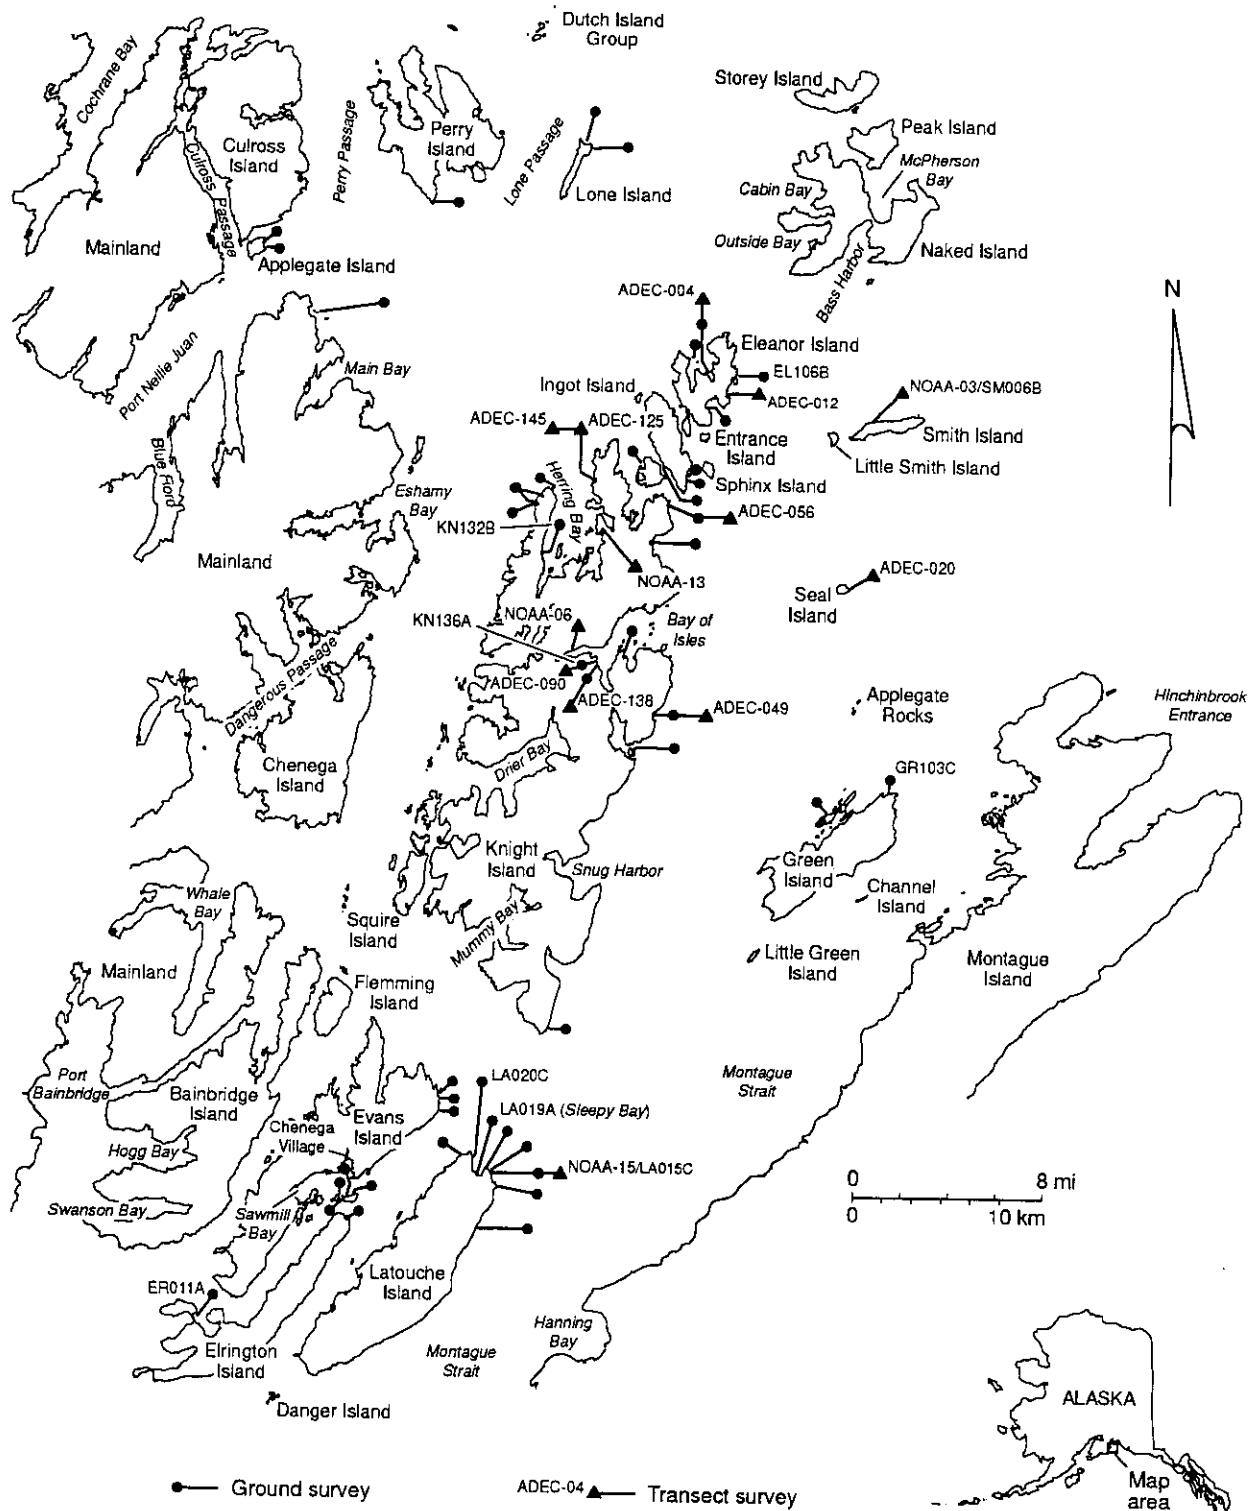 Dutch Island
Group
Storey Island
Peak Island
McPherson
Bay
Cabin Bay
Outside Bay
Bass Harbor
Naked Island
Cochrane Bay
Culross
Island
Culross Passage
Perry Passage
Perry
Island
Lone Passage
Lone Island
Mainland
Applegate Island
Port Nellie Juan
Main Bay
Blue Fiord
ADEC-004
Eleanor Island
EL106B
ADEC-012
Ingot Island
NOAA-03/SM006B
Smith Island
Little Smith Island
N
ADEC-145
ADEC-125
Entrance
Island
Herring Bay
Sphinx Island
ADEC-056
Eshamy
Bay
KN132B
Mainland
NOAA-13
ADEC-020
Seal
Island
KN136A
NOAA-06
Bay of
Isles
Dangerous Passage
ADEC-090
ADEC-138
ADEC-049
Applegate
Rocks
Hinchinbrook
Entrance
Chenega
Island
Drier Bay
GR103C
Knight
Island
Snug Harbor
Green
Island
Channel
Island
Whale
Bay
Squire
Island
Mummy Bay
Mainland
Little Green
Island
Montague
Island
Flemming
Island
Port
Bainbridge
Bainbridge
Island
Montague
Strait
LA020C
LA019A (Sleepy Bay)
Evans
Island
Chenega
Village
Hogg Bay
NOAA-15/LA015C
Swanson Bay
Sawmill
Bay
0 8 mi
0 10 km
Latouche
Island
ER011A
Elrington
Island
Montague
Strait
Hanning
Bay
Danger Island
ALASKA
Map
area
Ground survey
ADEC-04
Transect survey